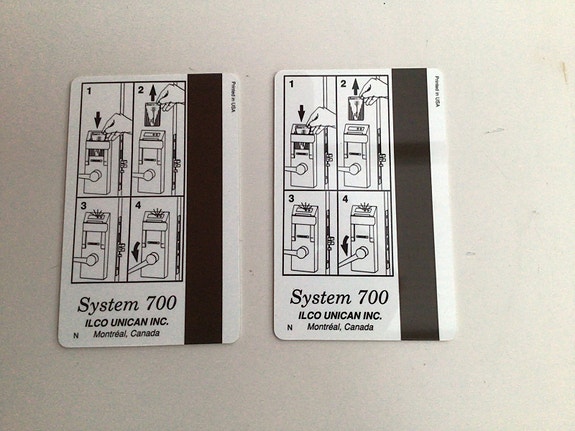 1 2
3 4
System 700
ILCO UNICAN INC.
N Montréal, Canada
Printed in USA
1 2
3 4
System 700
ILCO UNICAN INC.
N Montréal, Canada
Printed in USA